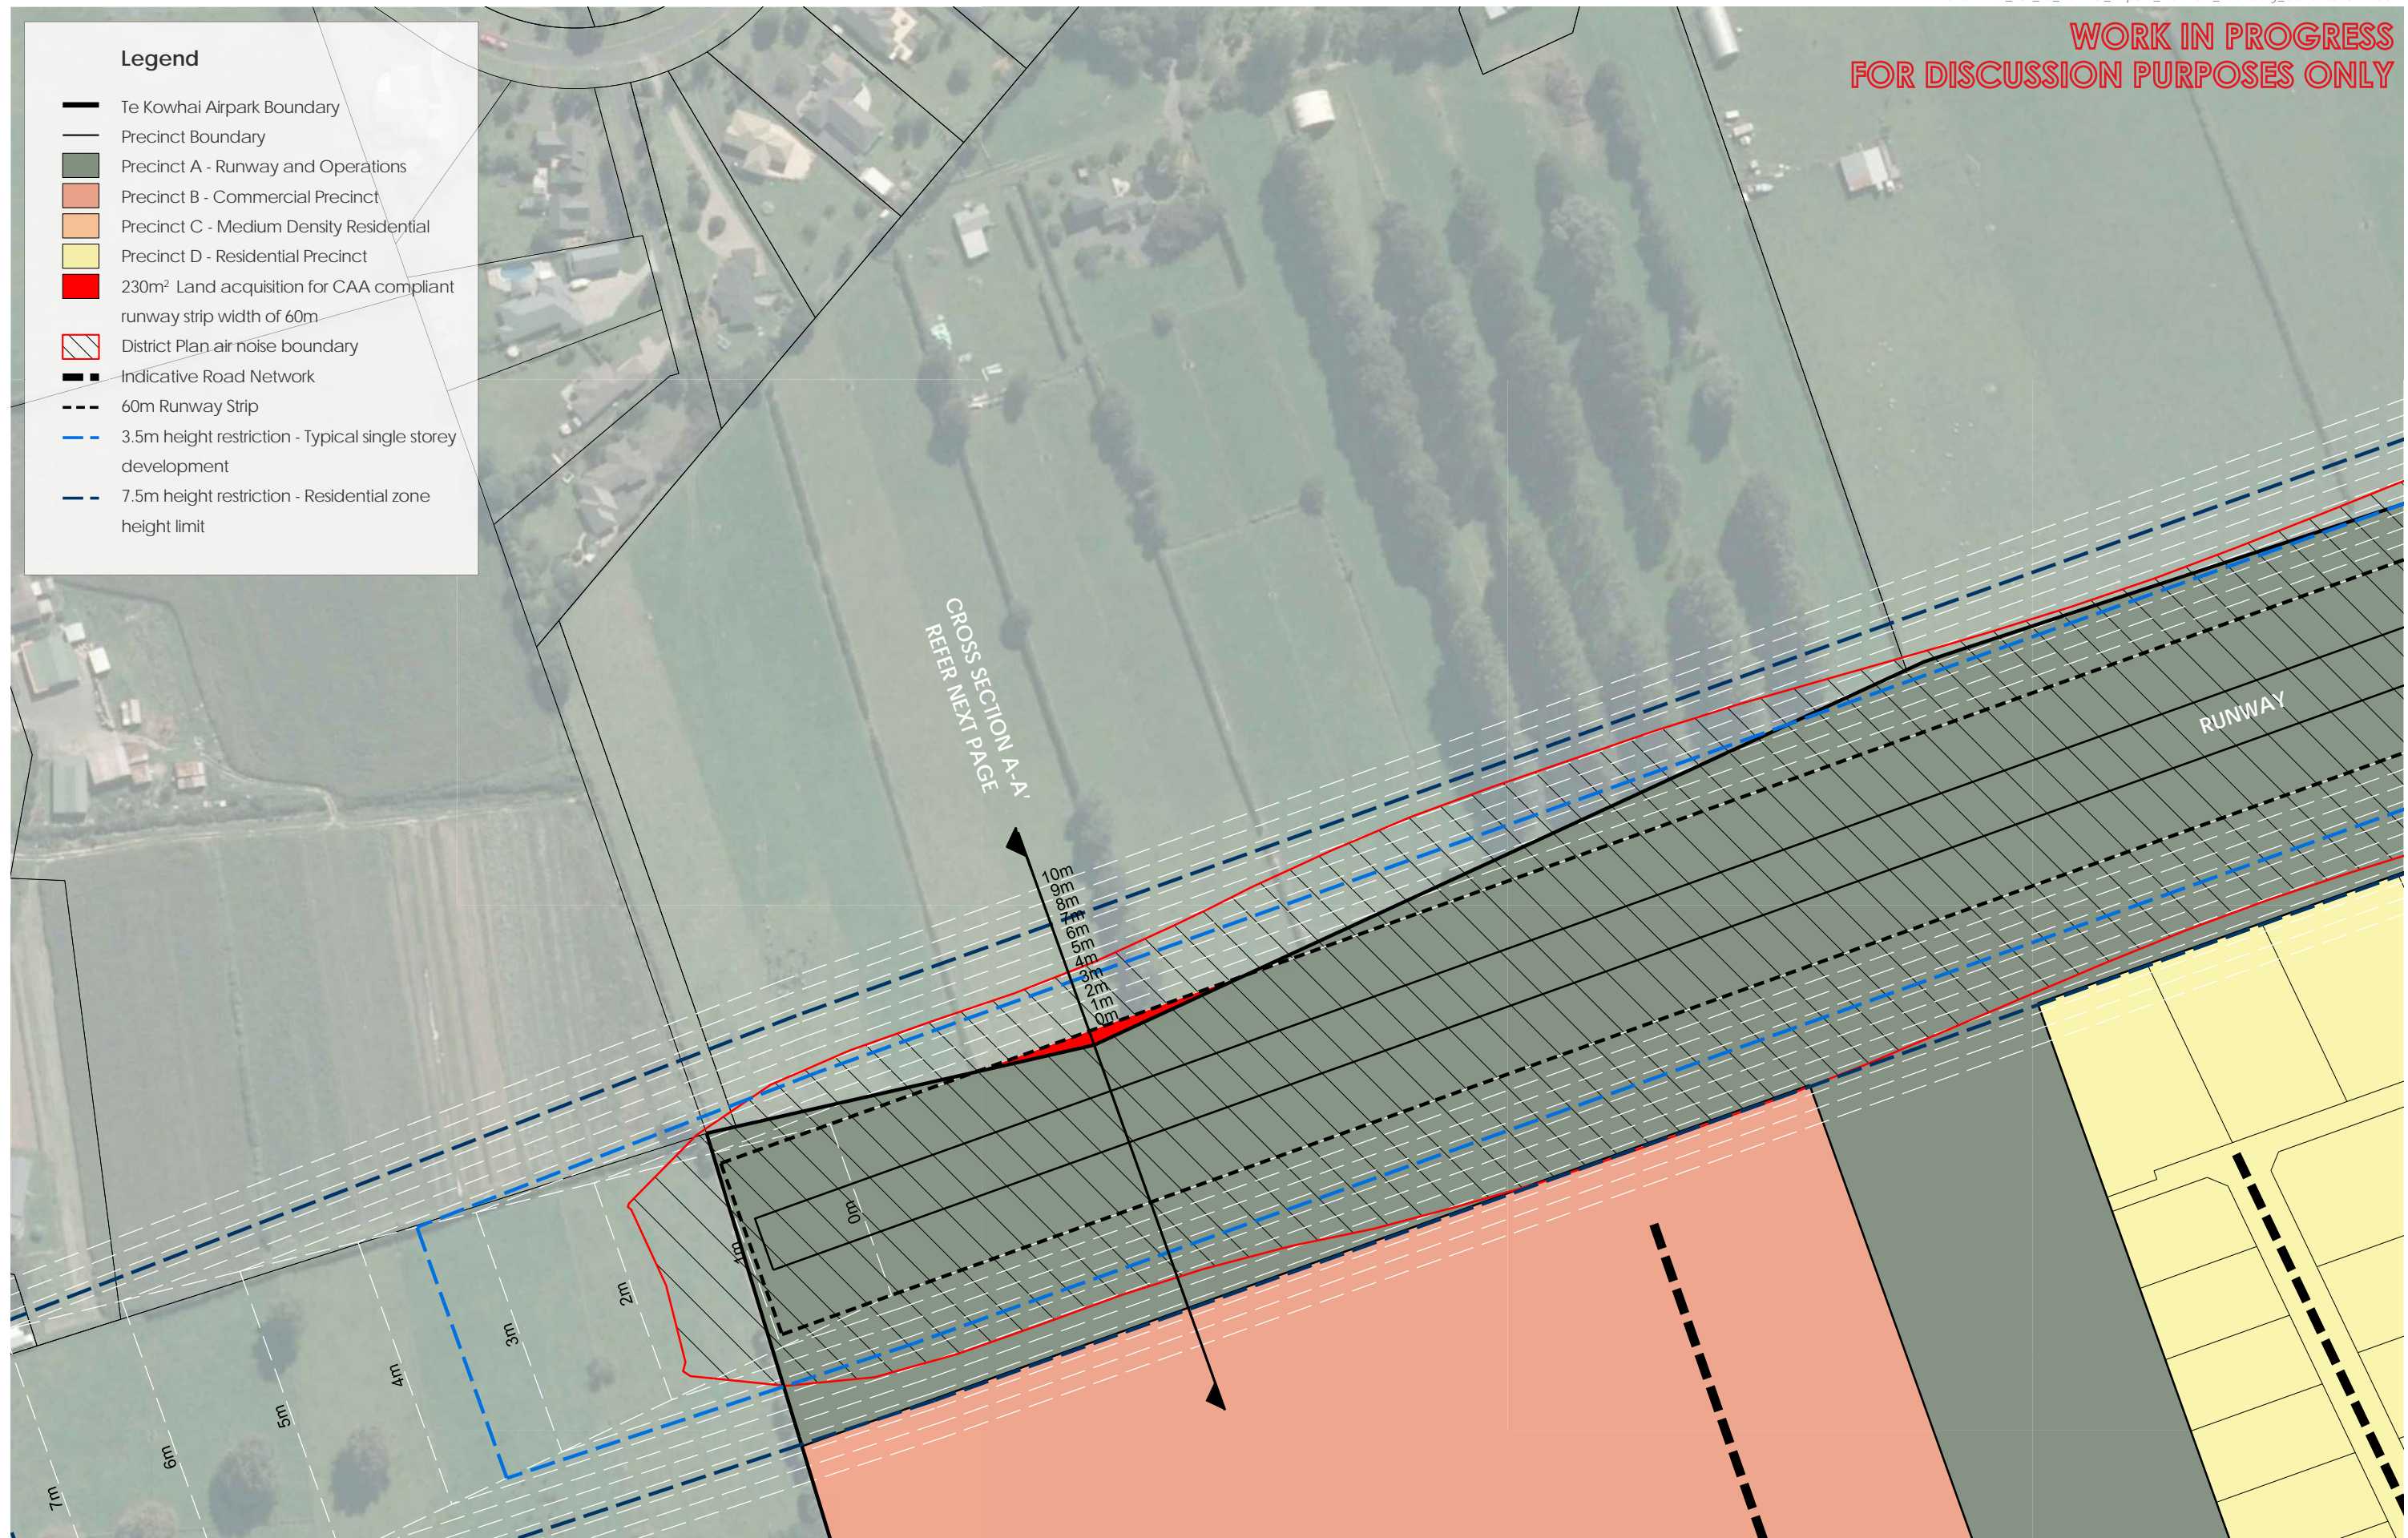 WORK IN PROGRESS
FOR DISCUSSION PURPOSES ONLY
Legend
Te Kowhai Airpark Boundary
Precinct Boundary
Precinct A - Runway and Operations
Precinct B - Commercial Precinct
Precinct C - Medium Density Residential
Precinct D - Residential Precinct
230m² Land acquisition for CAA compliant
runway strip width of 60m
District Plan air noise boundary
Indicative Road Network
60m Runway Strip
3.5m height restriction - Typical single storey
development
7.5m height restriction - Residential zone
height limit
CROSS SECTION A-A'
REFER NEXT PAGE
RUNWAY
10m
9m
8m
7m
6m
5m
4m
3m
2m
1m
0m
0m
1m
2m
3m
4m
5m
6m
7m